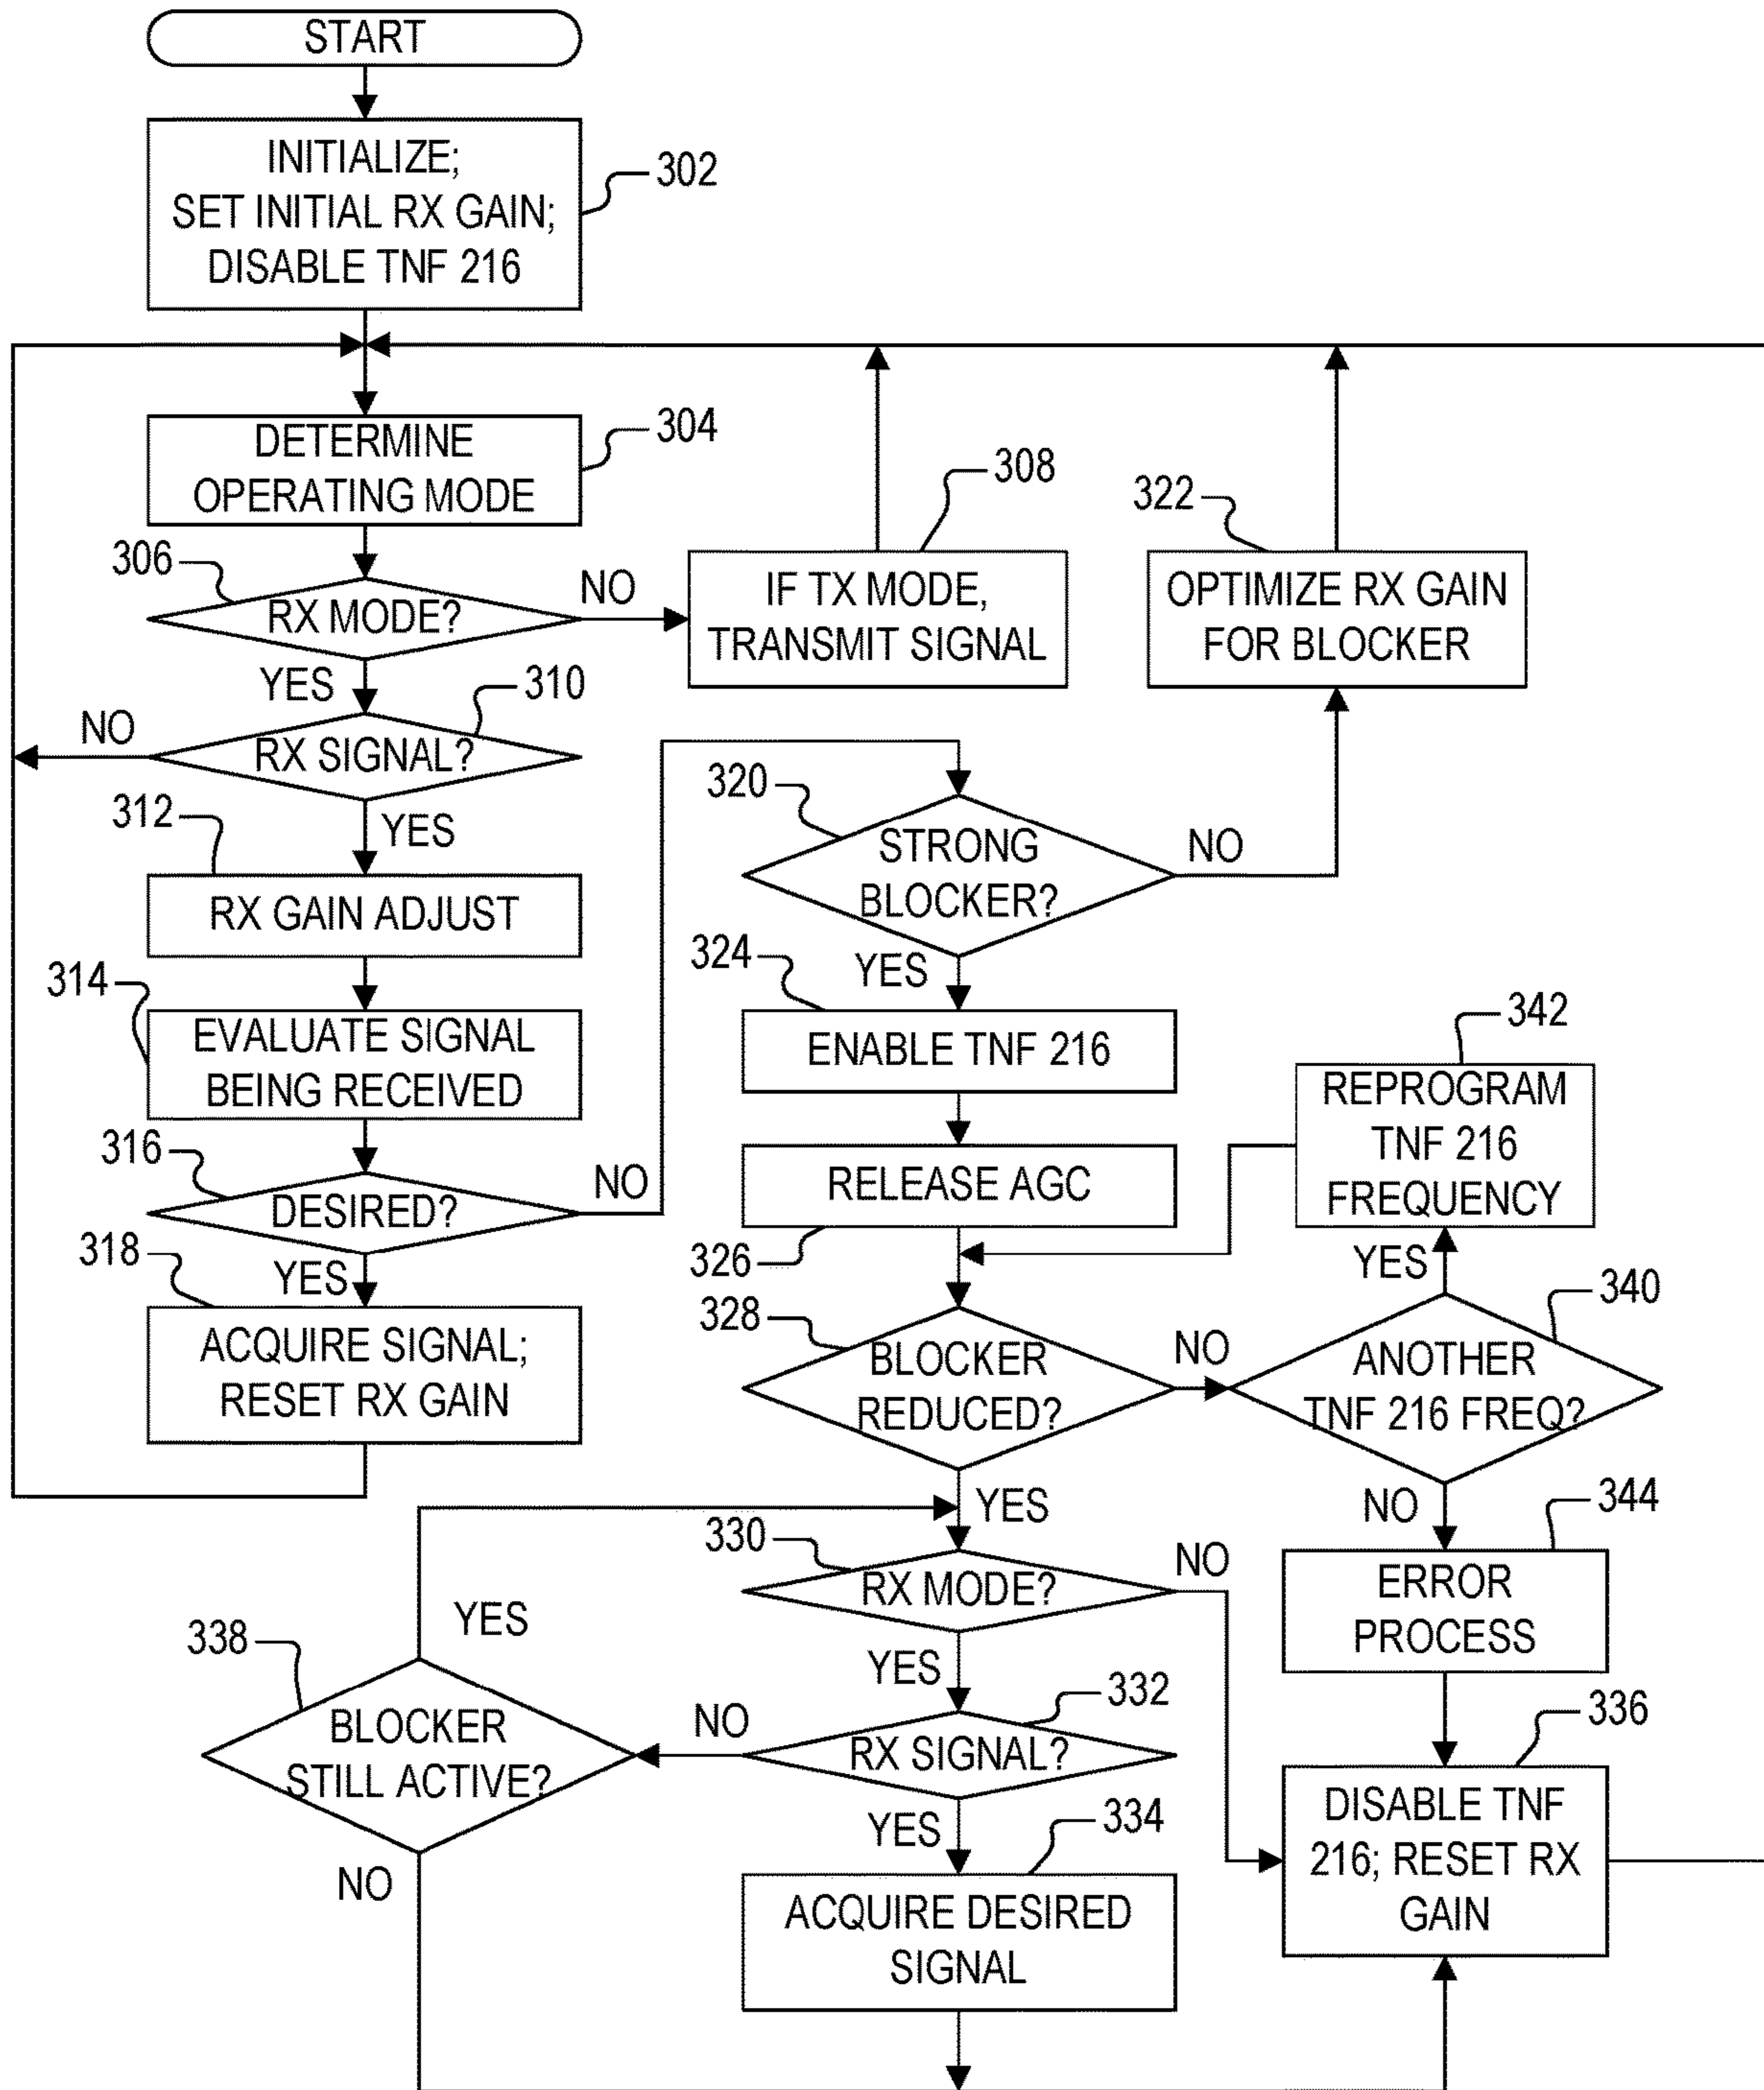 START
INITIALIZE;
SET INITIAL RX GAIN;
DISABLE TNF 216
302
DETERMINE
OPERATING MODE
304
306
RX MODE?
NO
YES
308
IF TX MODE,
TRANSMIT SIGNAL
322
OPTIMIZE RX GAIN
FOR BLOCKER
310
RX SIGNAL?
NO
YES
312
RX GAIN ADJUST
314
EVALUATE SIGNAL
BEING RECEIVED
316
DESIRED?
NO
YES
318
ACQUIRE SIGNAL;
RESET RX GAIN
320
STRONG
BLOCKER?
NO
YES
324
ENABLE TNF 216
RELEASE AGC
326
342
REPROGRAM
TNF 216
FREQUENCY
YES
340
ANOTHER
TNF 216 FREQ?
NO
328
BLOCKER
REDUCED?
NO
YES
344
ERROR
PROCESS
330
RX MODE?
NO
YES
332
RX SIGNAL?
NO
YES
338
BLOCKER
STILL ACTIVE?
YES
NO
334
ACQUIRE DESIRED
SIGNAL
336
DISABLE TNF
216; RESET RX
GAIN